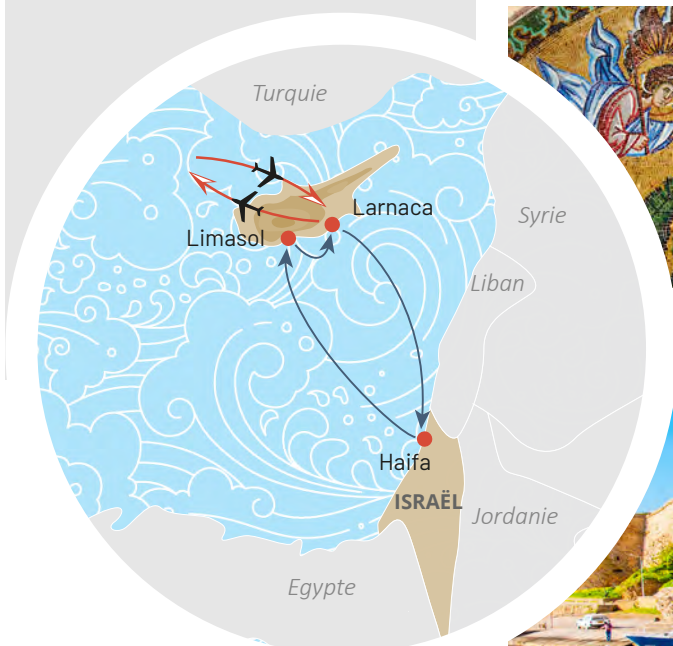 Turquie
Larnaca
Syrie
Limasol
Liban
Haifa
ISRAËL
Jordanie
Egypte